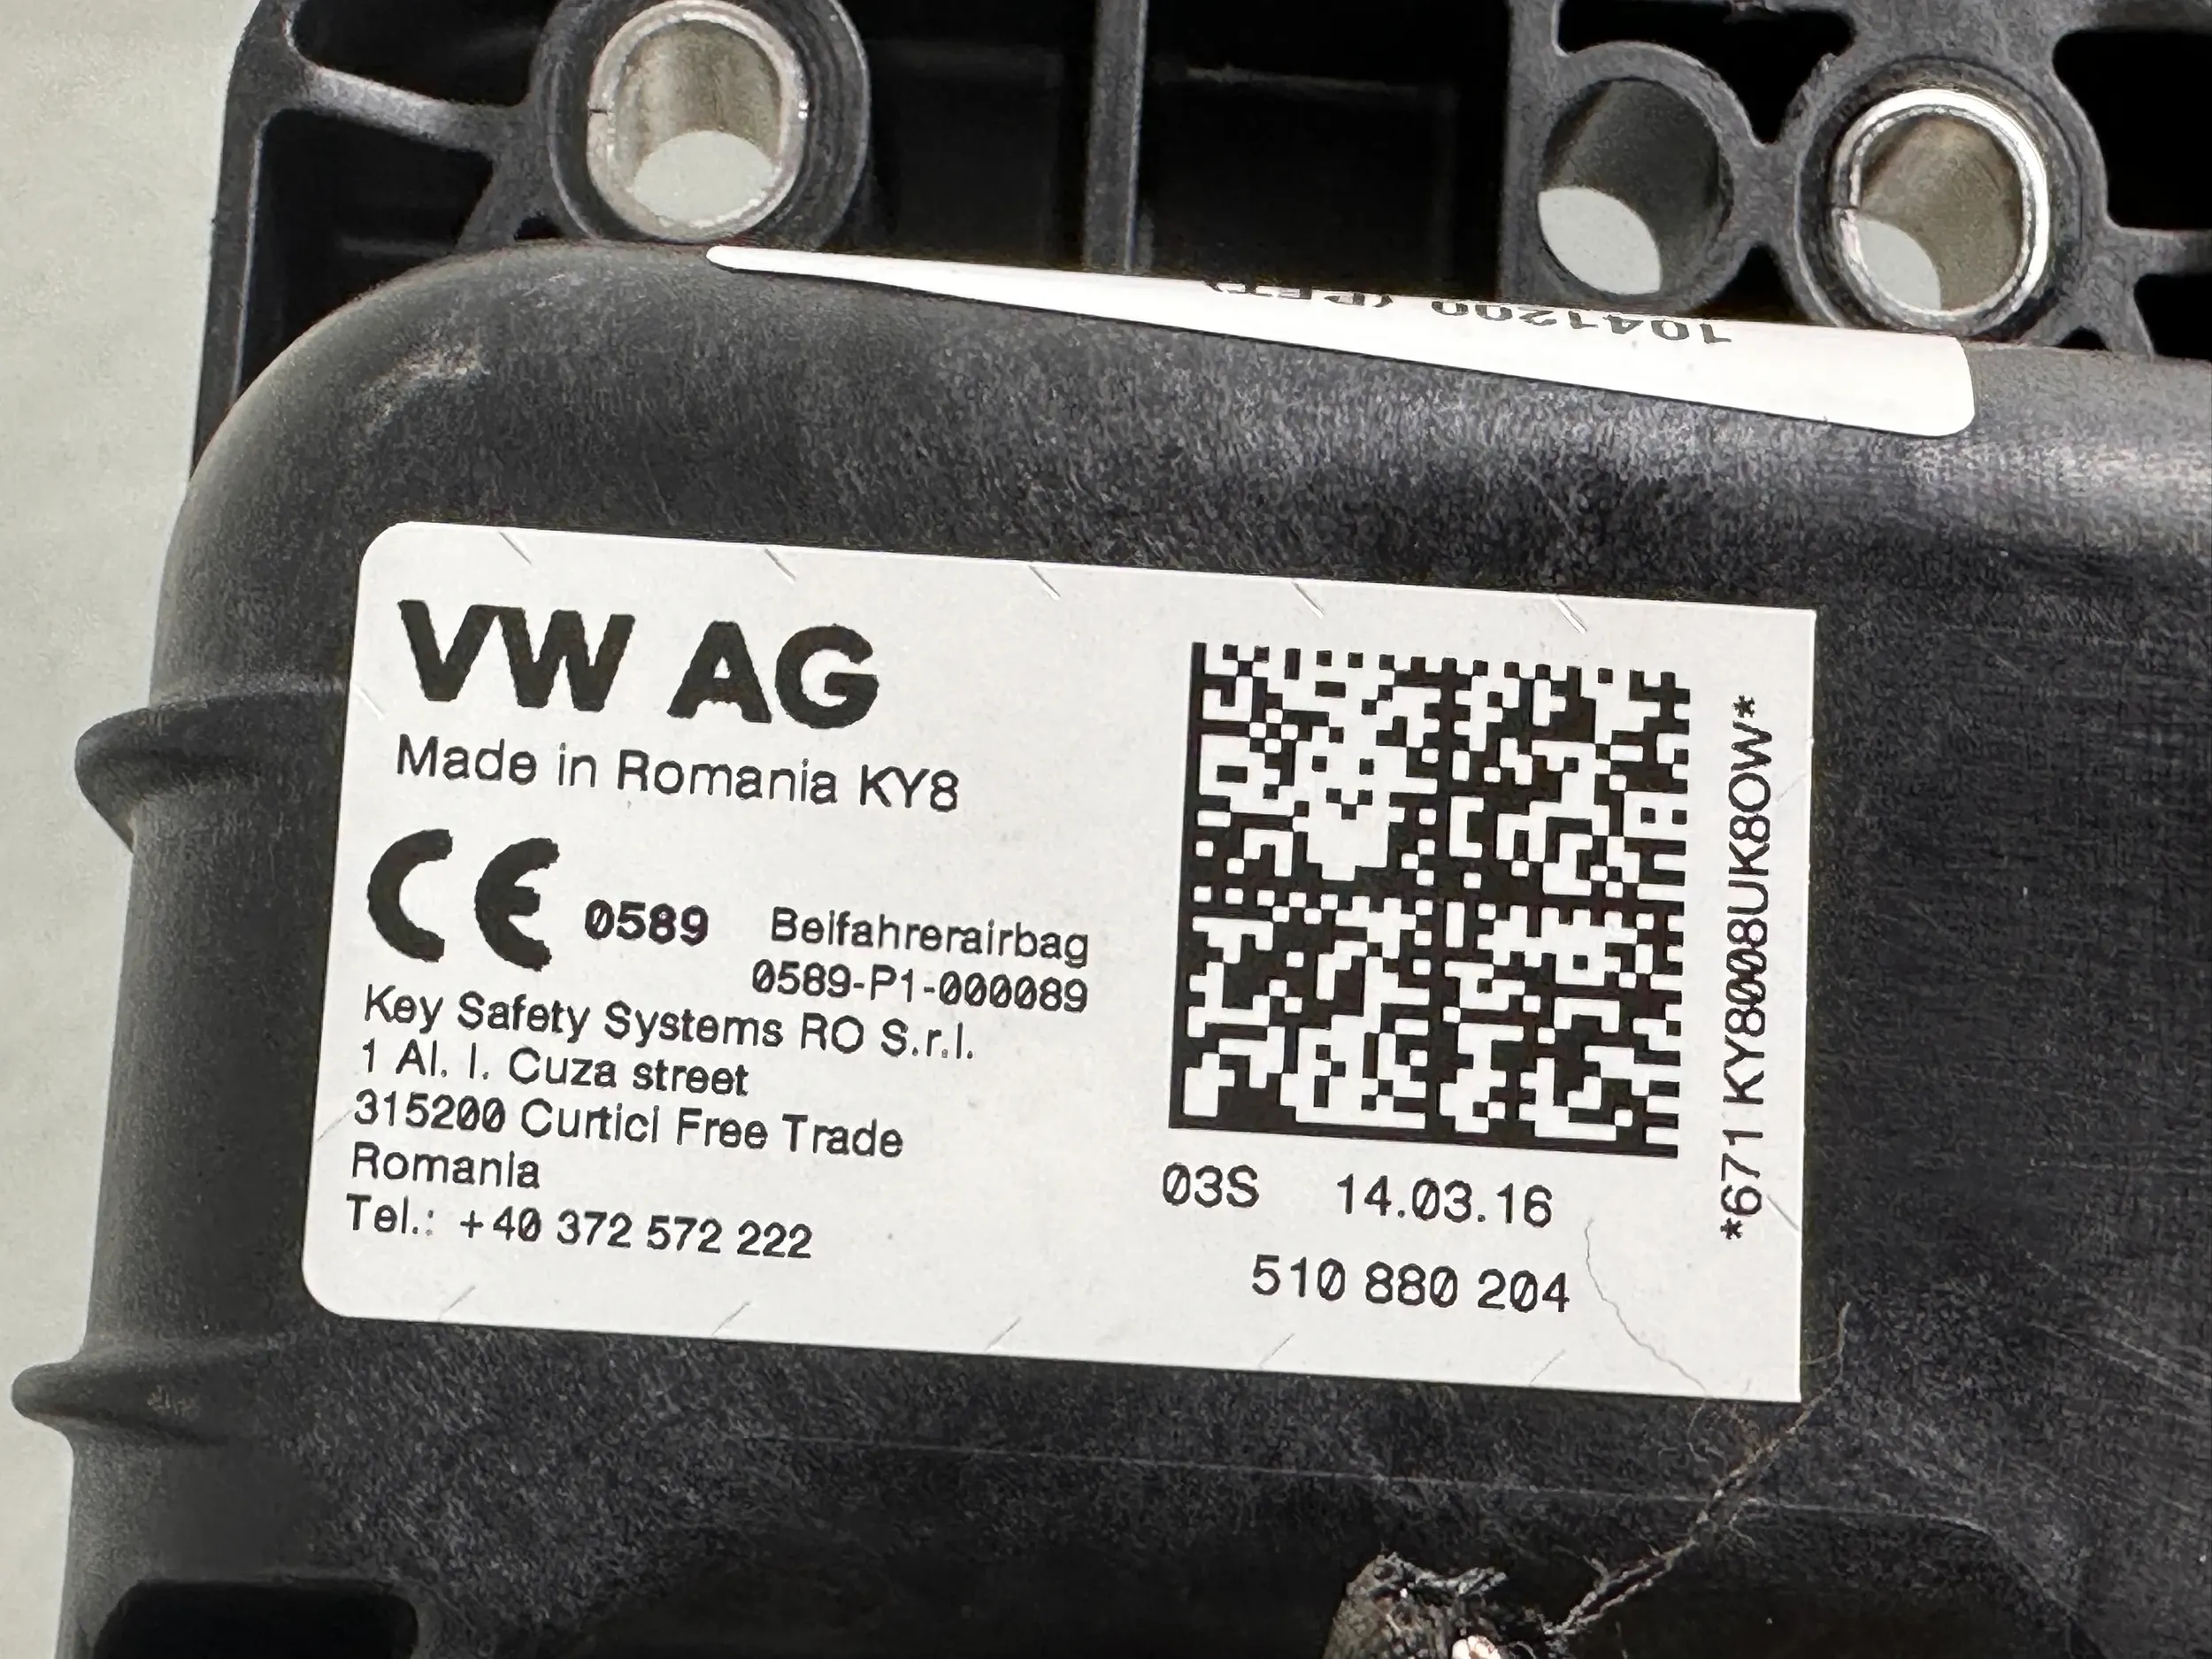 1041200 (PET)
VW AG
Made in Romania KY8
CE 0589 Beifahrerairbag
0589-P1-000089
Key Safety Systems RO S.r.l.
1 Al. I. Cuza street
315200 Curtici Free Trade
Romania
Tel.: +40 372 572 222
03S 14.03.16
510 880 204
*671 KY8008UK8OW*